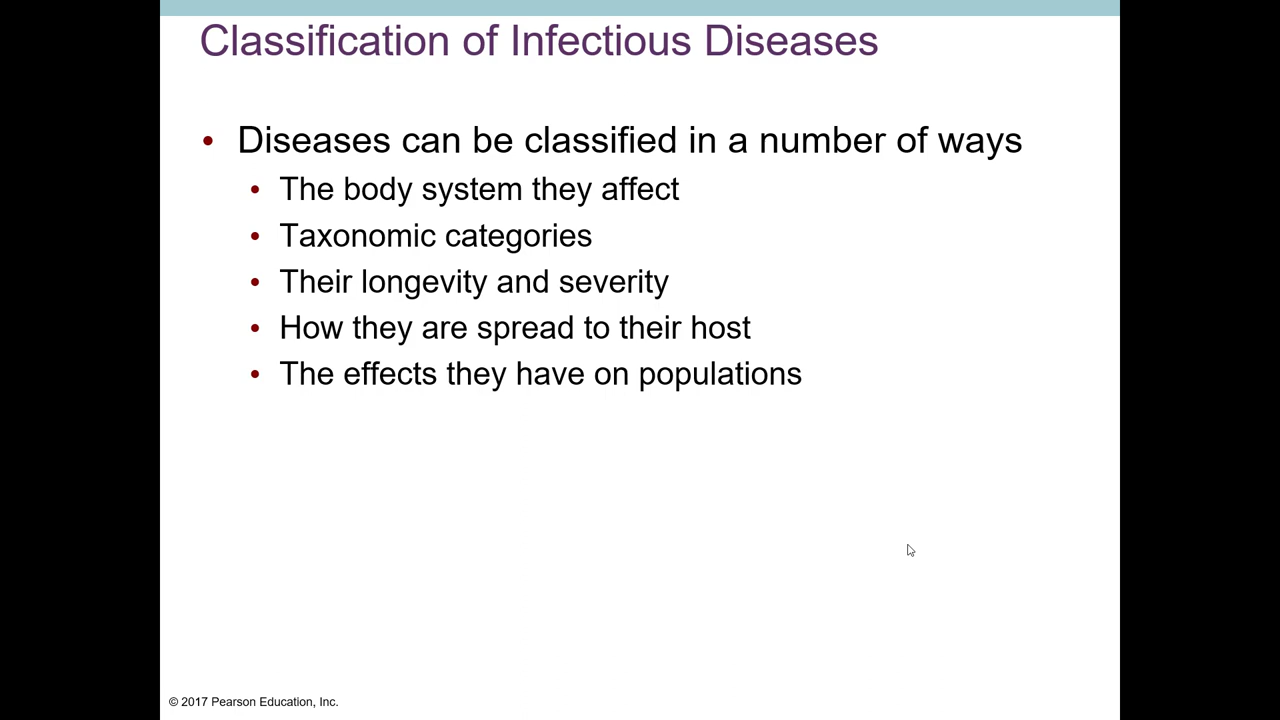 Classification of Infectious Diseases
• Diseases can be classified in a number of ways
• The body system they affect
• Taxonomic categories
• Their longevity and severity
• How they are spread to their host
• The effects they have on populations
© 2017 Pearson Education, Inc.